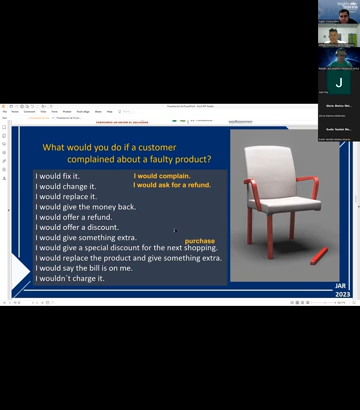 What would you do if a customer
complained about a faulty product?
I would fix it.
I would change it.
I would replace it.
I would give the money back.
I would offer a refund.
I would offer a discount.
I would give something extra.
I would give a special discount for the next shopping.
I would replace the product and give something extra.
I would say the bill is on me.
I wouldn´t charge it.
I would complain.
I would ask for a refund.
purchase
JAR
2023
J